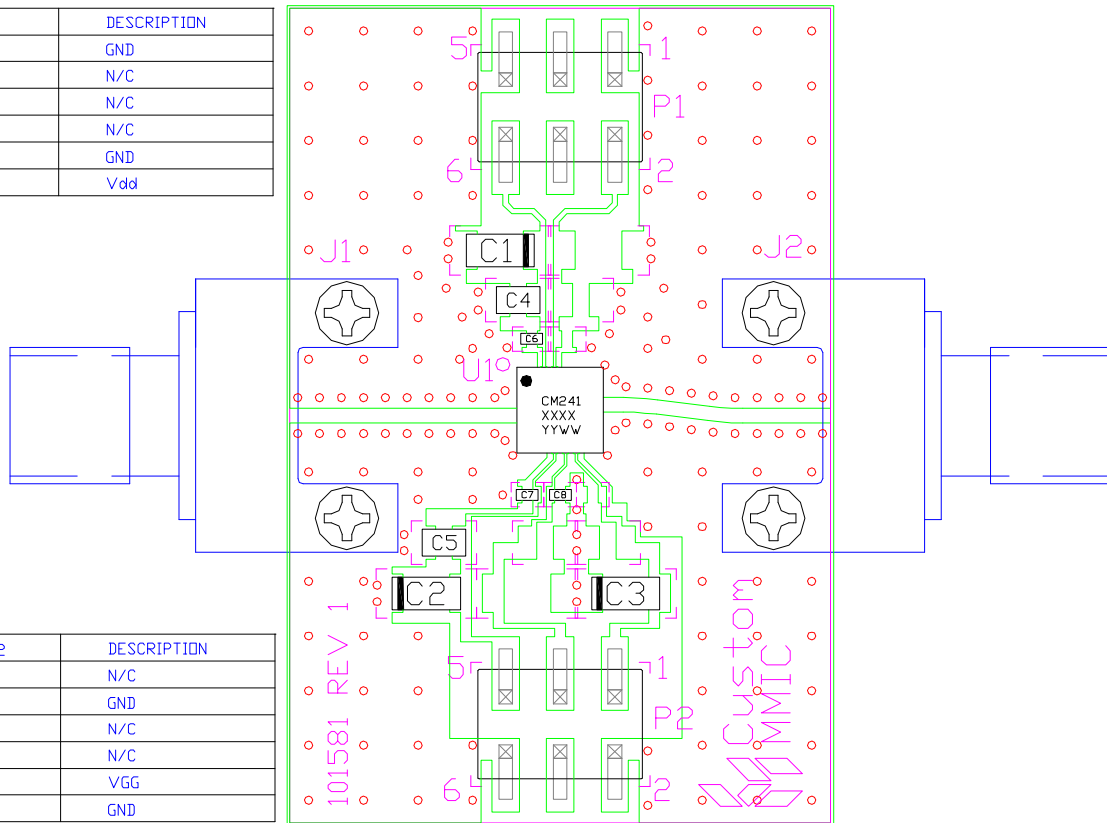 DESCRIPTION
GND
N/C
N/C
N/C
GND
Vdd
5
1
P1
6
2
J1
J2
C1
C4
C6
U1
CM241
XXXX
YYWW
C7
C8
C5
C2
C3
101581 REV 1
Custom
MMIC
5
1
P2
6
2
DESCRIPTION
N/C
GND
N/C
N/C
VGG
GND